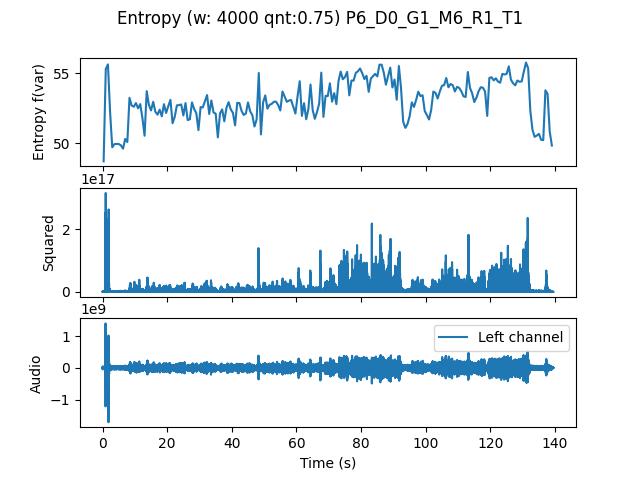 Entropy (w: 4000 qnt:0.75) P6_D0_G1_M6_R1_T1
Entropy f(var)
55
50
1e17
Squared
2
0
1e9
Audio
1
0
−1
Left channel
0 20 40 60 80 100 120 140
Time (s)